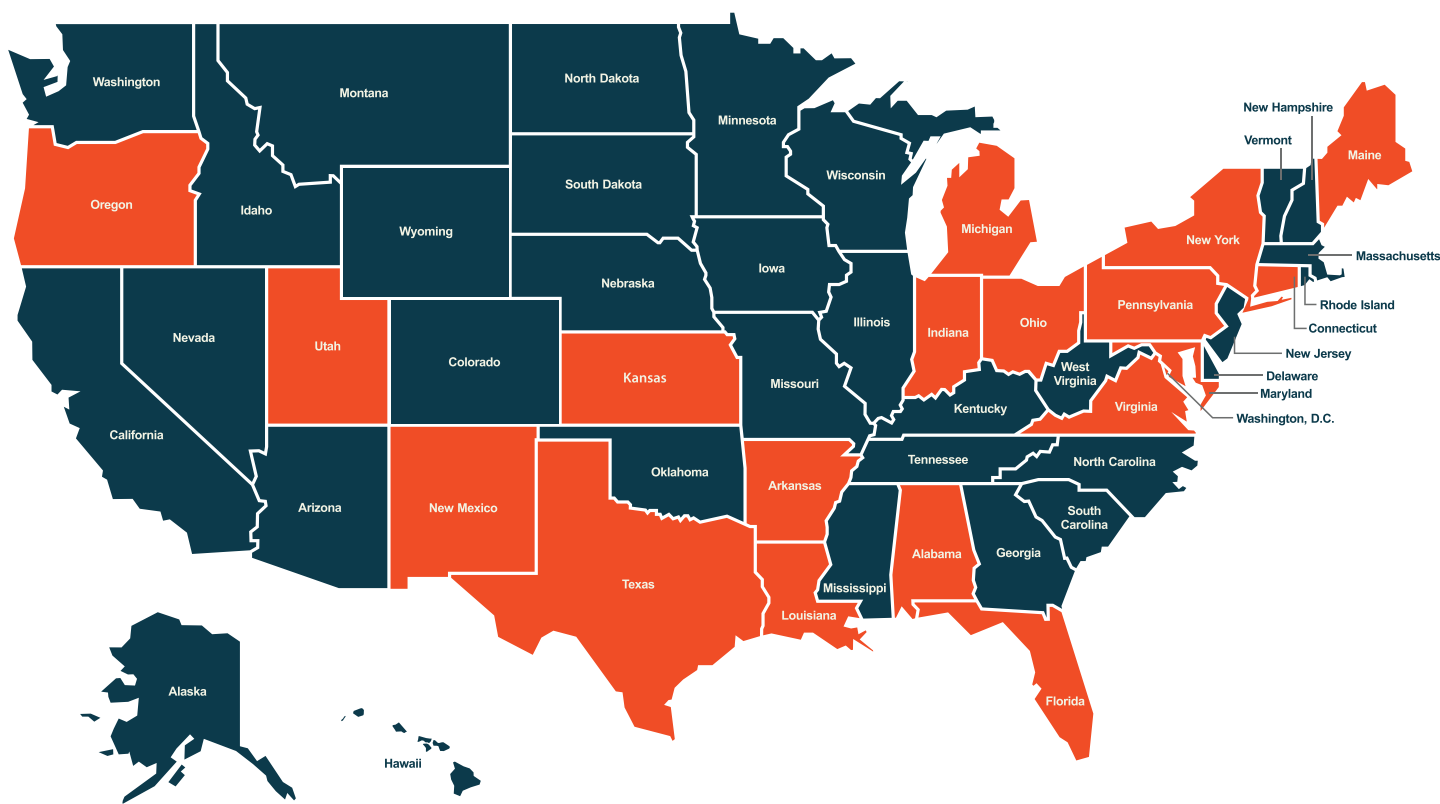 New Hampshire
Vermont
Maine
Washington
Montana
North Dakota
Minnesota
Wisconsin
South Dakota
Oregon
Idaho
Wyoming
Michigan
New York
Massachusetts
Iowa
Nebraska
Pennsylvania
Rhode Island
Nevada
Utah
Colorado
Illinois
Indiana
Ohio
Connecticut
New Jersey
Kansas
Missouri
West
Virginia
Delaware
Maryland
Kentucky
Virginia
Washington, D.C.
California
Tennessee
North Carolina
Oklahoma
Arkansas
Arizona
New Mexico
South
Carolina
Alabama
Georgia
Texas
Mississippi
Louisiana
Florida
Alaska
Hawaii